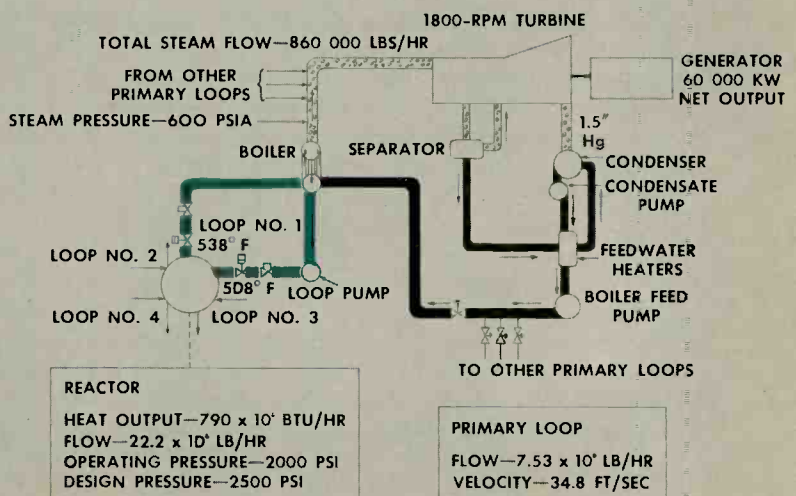 1800-RPM TURBINE
TOTAL STEAM FLOW—860 000 LBS/HR
FROM OTHER
PRIMARY LOOPS
STEAM PRESSURE—600 PSIA
GENERATOR
60 000 KW
NET OUTPUT
1.5"
Hg
BOILER
SEPARATOR
CONDENSER
CONDENSATE
PUMP
LOOP NO. 1
538° F
LOOP NO. 2
5D8° F
LOOP PUMP
FEEDWATER
HEATERS
BOILER FEED
PUMP
LOOP NO. 4
LOOP NO. 3
TO OTHER PRIMARY LOOPS
REACTOR
HEAT OUTPUT—790 x 10⁶ BTU/HR
FLOW—22.2 x 1D⁶ LB/HR
OPERATING PRESSURE—2000 PSI
DESIGN PRESSURE—2500 PSI
PRIMARY LOOP
FLOW—7.53 x 10⁶ LB/HR
VELOCITY—34.8 FT/SEC